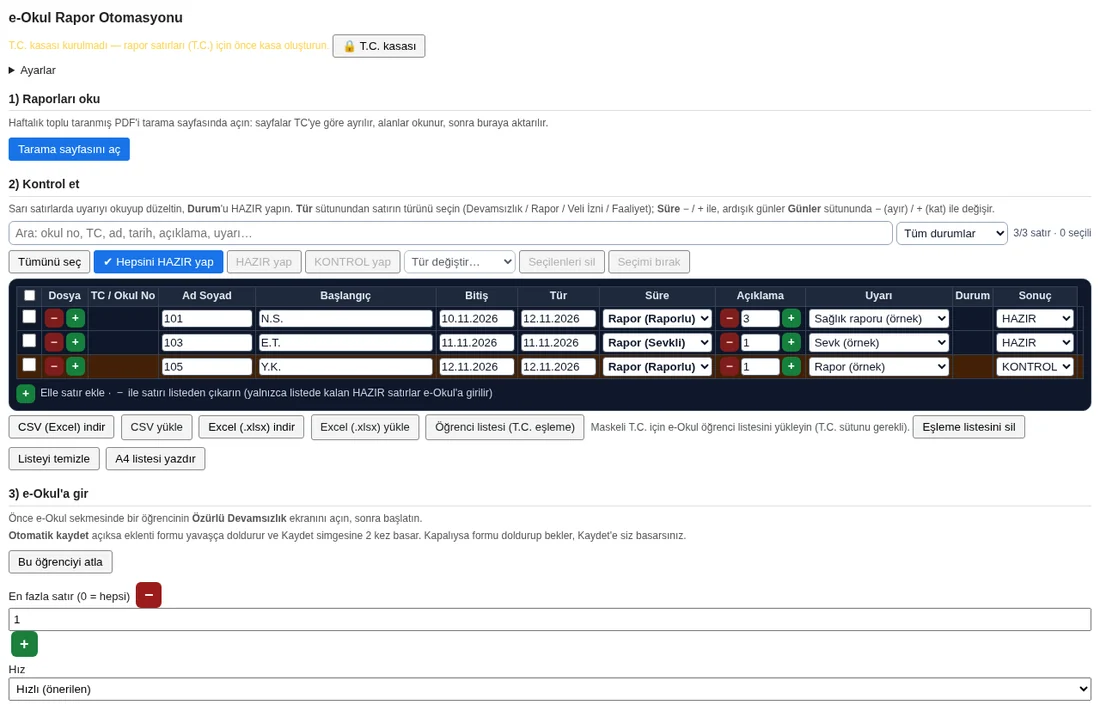 e-Okul Rapor Otomasyonu
T.C. kasası kurulmadı — rapor satırları (T.C.) için önce kasa oluşturun. 🔒 T.C. kasası
▶ Ayarlar
1) Raporları oku
Haftalık toplu taranmış PDF'i tarama sayfasında açın: sayfalar TC'ye göre ayrılır, alanlar okunur, sonra buraya aktarılır.
Tarama sayfasını aç
2) Kontrol et
Sarı satırlarda uyarıyı okuyup düzeltin, Durum'u HAZIR yapın. Tür sütunundan satırın türünü seçin (Devamsızlık / Rapor / Veli İzni / Faaliyet); Süre − / + ile, ardışık günler Günler sütununda − (ayır) / + (kat) ile değişir.
Ara: okul no, TC, ad, tarih, açıklama, uyarı… Tüm durumlar 3/3 satır · 0 seçili
Tümünü seç ✔ Hepsini HAZIR yap HAZIR yap KONTROL yap Tür değiştir… Seçilenleri sil Seçimi bırak
Dosya TC / Okul No Ad Soyad Başlangıç Bitiş Tür Süre Açıklama Uyarı Durum Sonuç
− + 101 N.S. 10.11.2026 12.11.2026 Rapor (Raporlu) − 3 + Sağlık raporu (örnek) HAZIR
− + 103 E.T. 11.11.2026 11.11.2026 Rapor (Sevkli) − 1 + Sevk (örnek) HAZIR
− + 105 Y.K. 12.11.2026 12.11.2026 Rapor (Raporlu) − 1 + Rapor (örnek) KONTROL
+ Elle satır ekle · − ile satırı listeden çıkarın (yalnızca listede kalan HAZIR satırlar e-Okul'a girilir)
CSV (Excel) indir CSV yükle Excel (.xlsx) indir Excel (.xlsx) yükle Öğrenci listesi (T.C. eşleme) Maskeli T.C. için e-Okul öğrenci listesini yükleyin (T.C. sütunu gerekli). Eşleme listesini sil
Listeyi temizle A4 listesi yazdır
3) e-Okul'a gir
Önce e-Okul sekmesinde bir öğrencinin Özürlü Devamsızlık ekranını açın, sonra başlatın.
Otomatik kaydet açıksa eklenti formu yavaşça doldurur ve Kaydet simgesine 2 kez basar. Kapalıysa formu doldurup bekler, Kaydet'e siz basarsınız.
Bu öğrenciyi atla
En fazla satır (0 = hepsi) −
1
+
Hız
Hızlı (önerilen)